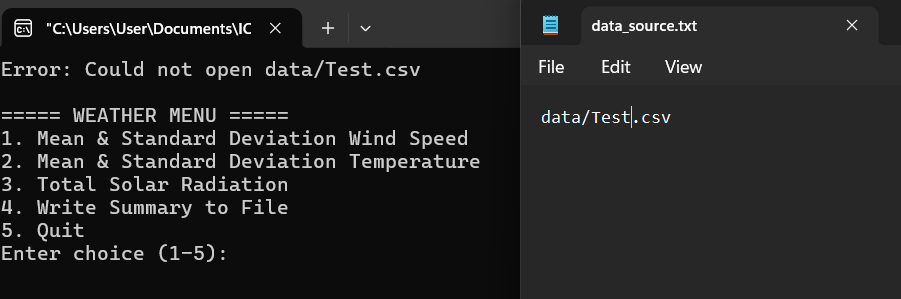 "C:\Users\User\Documents\IC
Error: Could not open data/Test.csv
===== WEATHER MENU =====
1. Mean & Standard Deviation Wind Speed
2. Mean & Standard Deviation Temperature
3. Total Solar Radiation
4. Write Summary to File
5. Quit
Enter choice (1-5):
data_source.txt
File Edit View
data/Test.csv